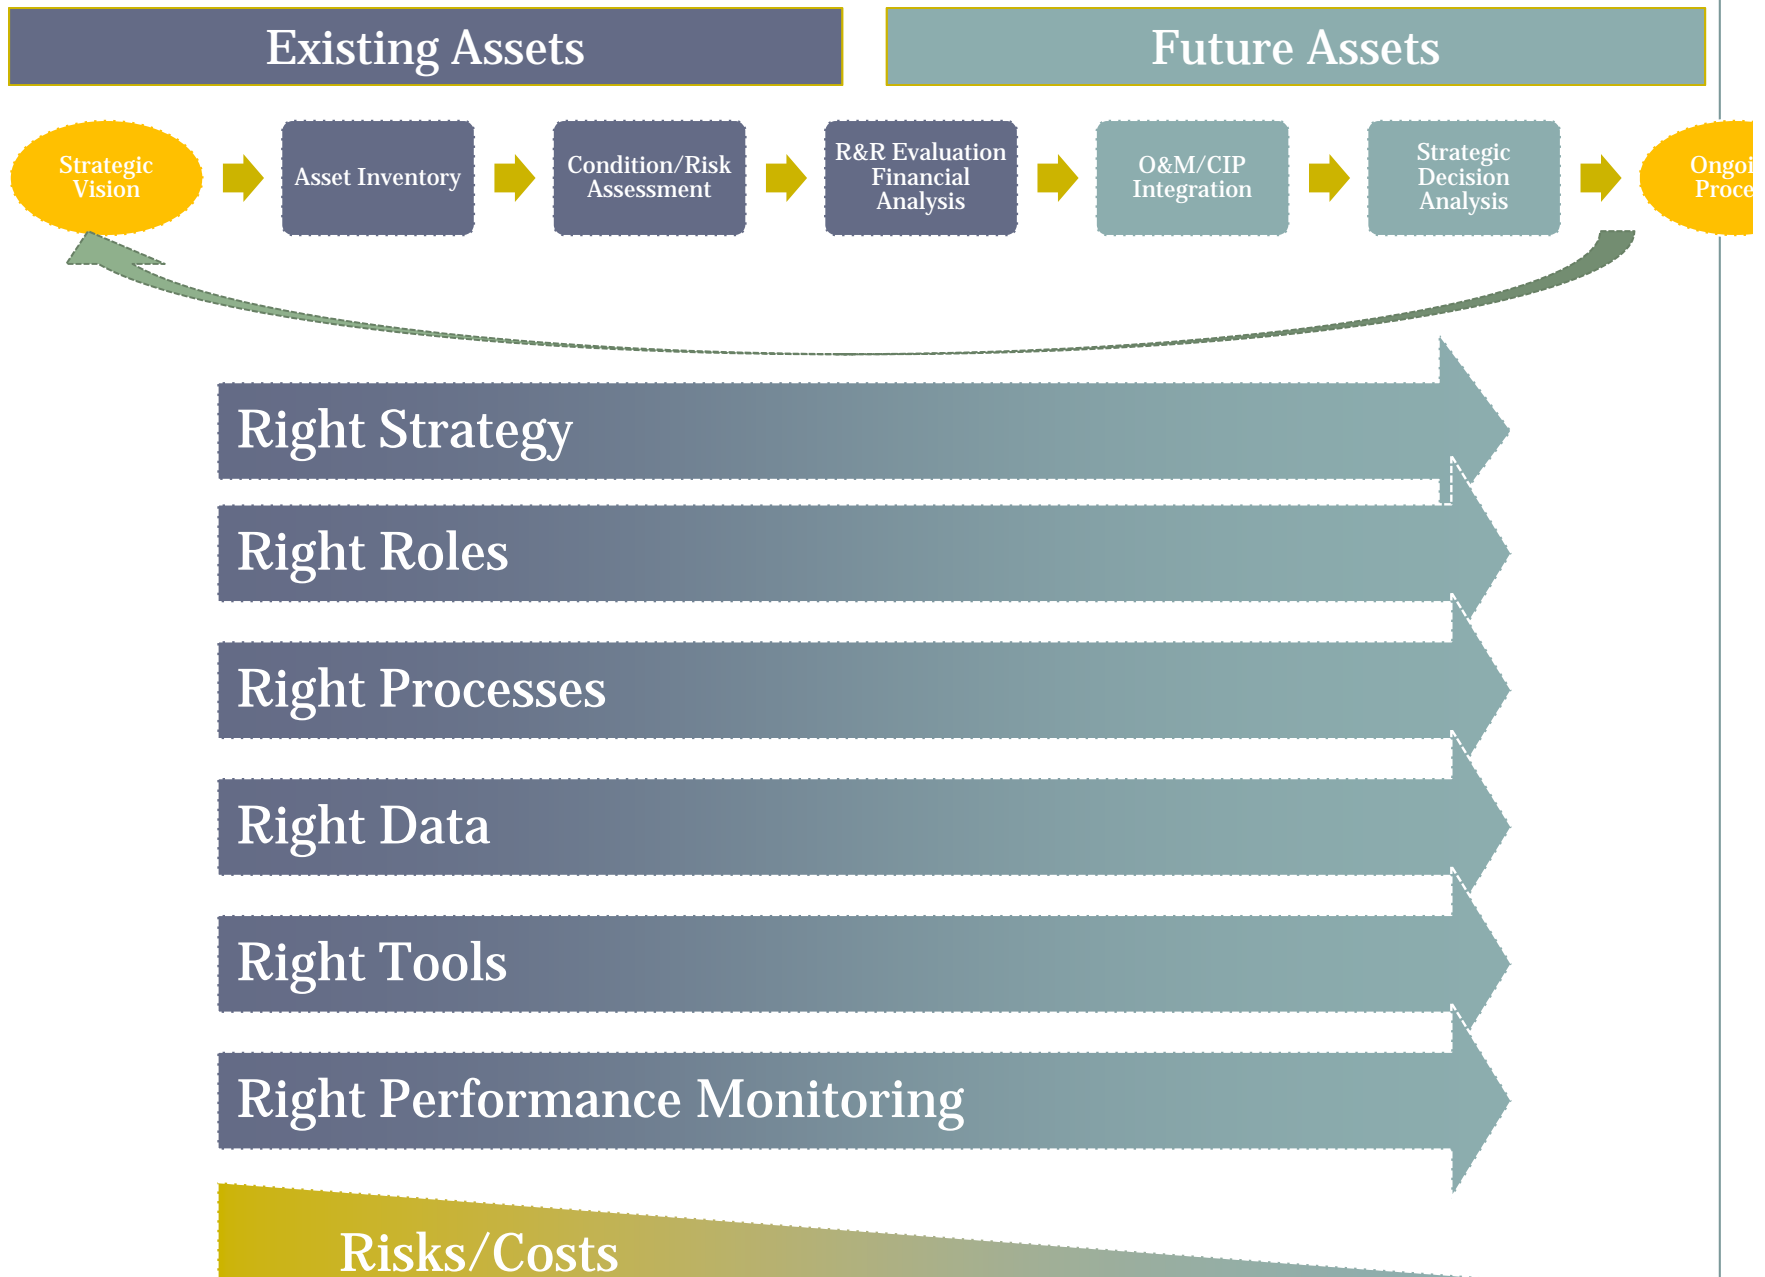 Existing Assets
Future Assets
Strategic
Vision
Asset Inventory
Condition/Risk
Assessment
R&R Evaluation
Financial
Analysis
O&M/CIP
Integration
Strategic
Decision
Analysis
Right Strategy
Right Roles
Right Processes
Right Data
Right Tools
Right Performance Monitoring
Risks/Costs